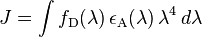 J = ∫ f_D(λ) ϵ_A(λ) λ^4 dλ